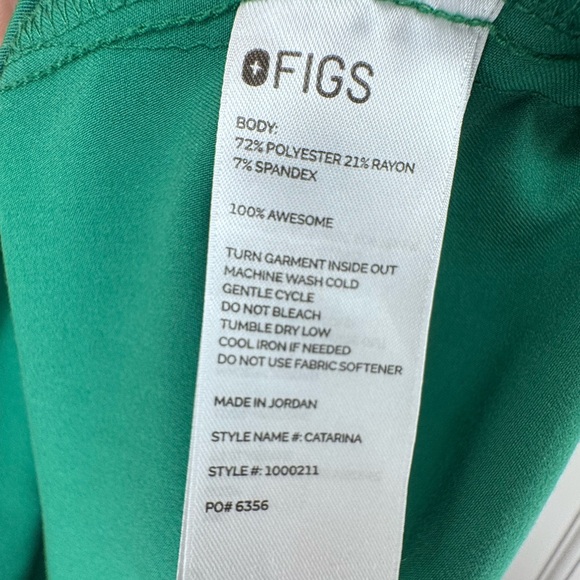 FIGS
BODY:
72% POLYESTER 21% RAYON
7% SPANDEX
100% AWESOME
TURN GARMENT INSIDE OUT
MACHINE WASH COLD
GENTLE CYCLE
DO NOT BLEACH
TUMBLE DRY LOW
COOL IRON IF NEEDED
DO NOT USE FABRIC SOFTENER
MADE IN JORDAN
STYLE NAME #: CATARINA
STYLE #: 1000211
PO# 6356